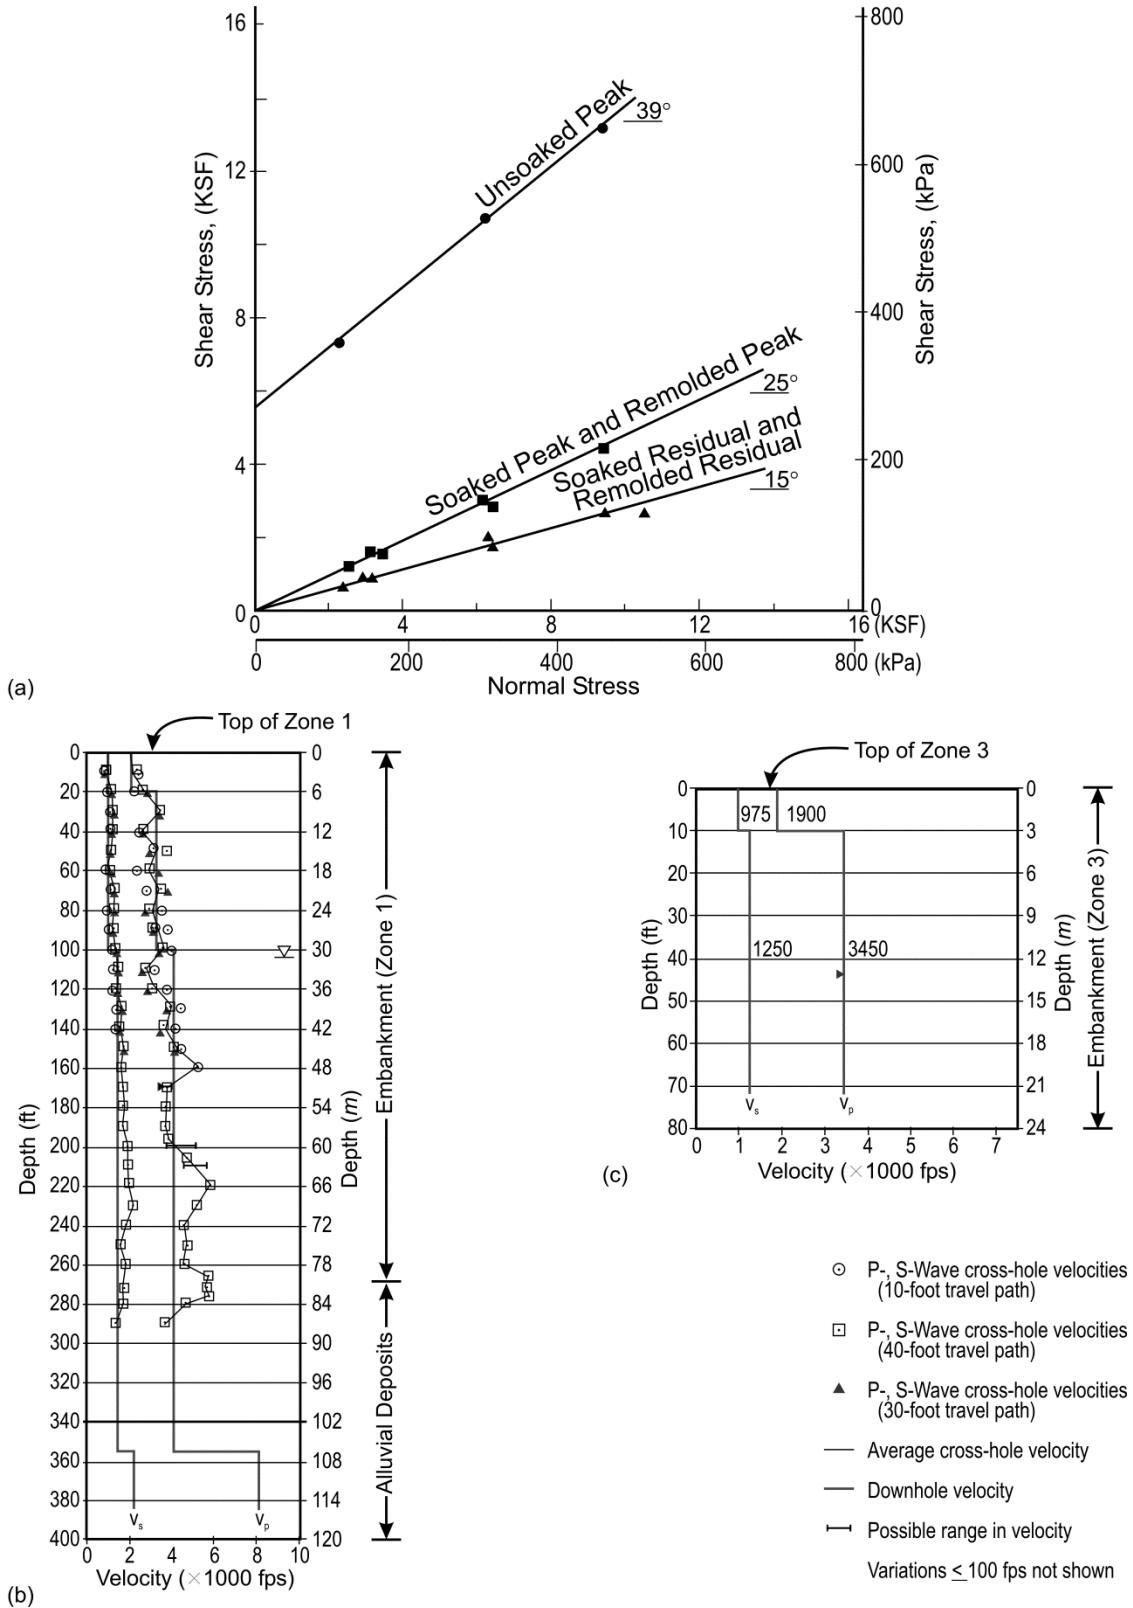 16
12
8
4
0
Shear Stress, (KSF)
800
600
400
200
0
Shear Stress, (kPa)
Unsoaked Peak
39°
Soaked Peak and Remolded Peak
25°
Soaked Residual and
Remolded Residual
15°
4
8
12
16 (KSF)
0
200
400
600
800 (kPa)
Normal Stress
(a)
Top of Zone 1
0
20
40
60
80
100
120
140
160
180
200
220
240
260
280
300
320
340
360
380
400
Depth (ft)
0
6
12
18
24
30
36
42
48
54
60
66
72
78
84
90
96
102
108
114
120
Depth (m)
Embankment (Zone 1)
Alluvial Deposits
Vs
Vp
0
2
4
6
8
10
Velocity (×1000 fps)
(b)
Top of Zone 3
0
10
20
30
40
50
60
70
80
Depth (ft)
975
1900
1250
3450
Vs
Vp
0
3
6
9
12
15
18
21
24
Depth (m)
Embankment (Zone 3)
0
1
2
3
4
5
6
7
Velocity (×1000 fps)
(c)
P-, S-Wave cross-hole velocities
(10-foot travel path)
P-, S-Wave cross-hole velocities
(40-foot travel path)
P-, S-Wave cross-hole velocities
(30-foot travel path)
Average cross-hole velocity
Downhole velocity
Possible range in velocity
Variations ≤ 100 fps not shown